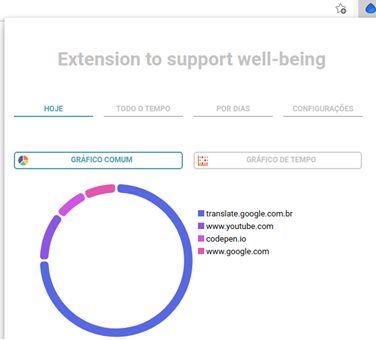 Extension to support well-being
HOJE TODO O TEMPO POR DIAS CONFIGURAÇÕES
GRÁFICO COMUM GRÁFICO DE TEMPO
translate.google.com.br
www.youtube.com
codepen.io
www.google.com